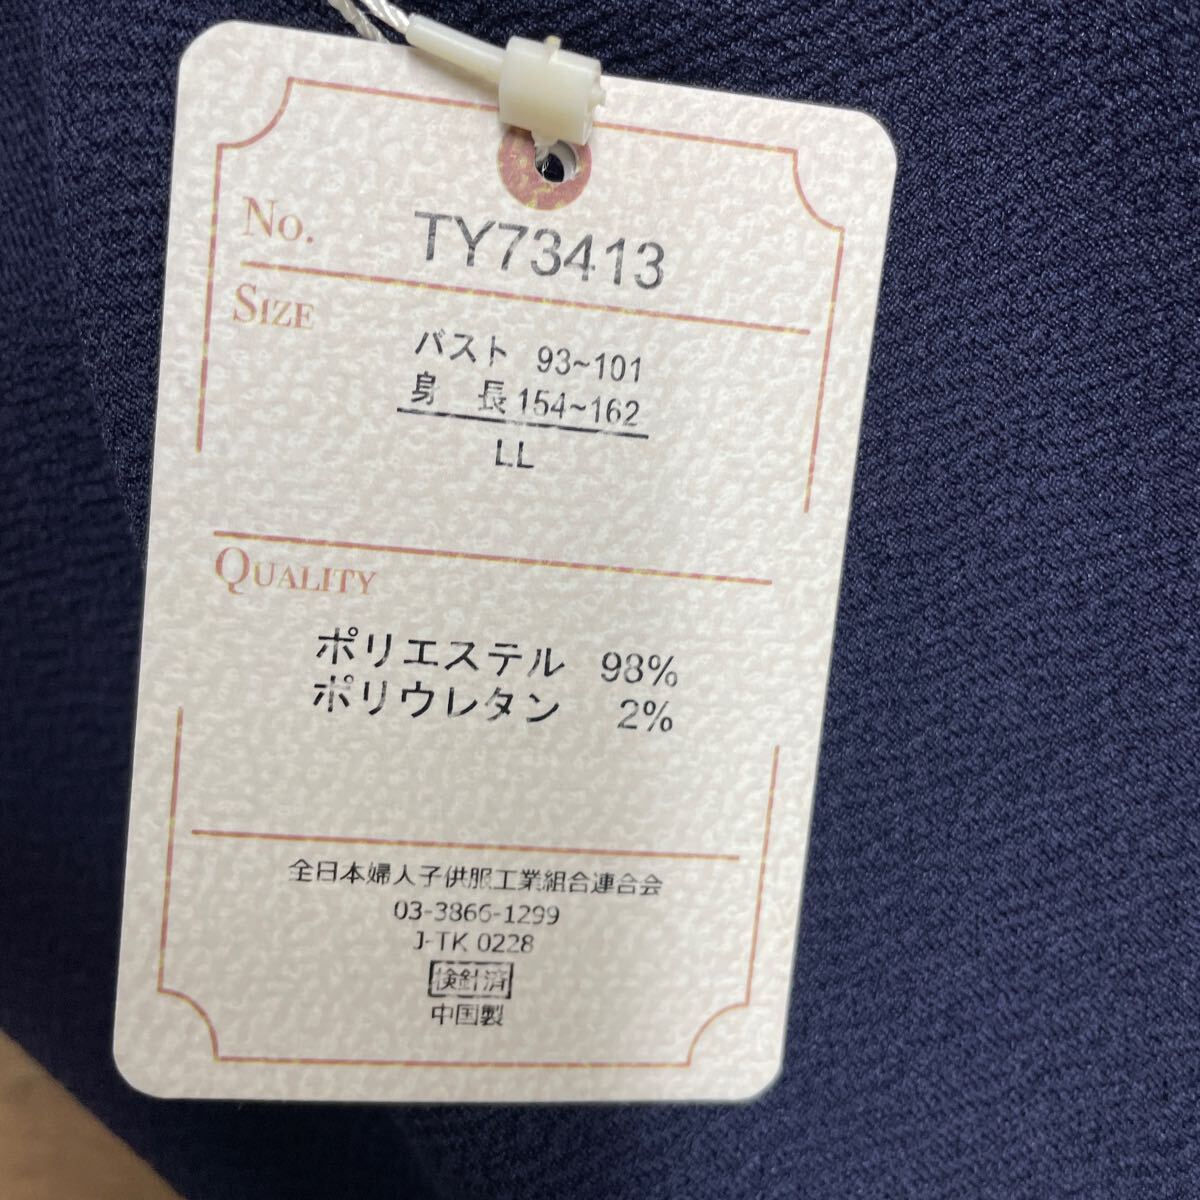 No. TY73413
SIZE
バスト 93~101
身 長 154~162
LL
QUALITY
ポリエステル 98%
ポリウレタン 2%
全日本婦人子供服工業組合連合会
03-3866-1299
J-TK 0228
検針済
中国製